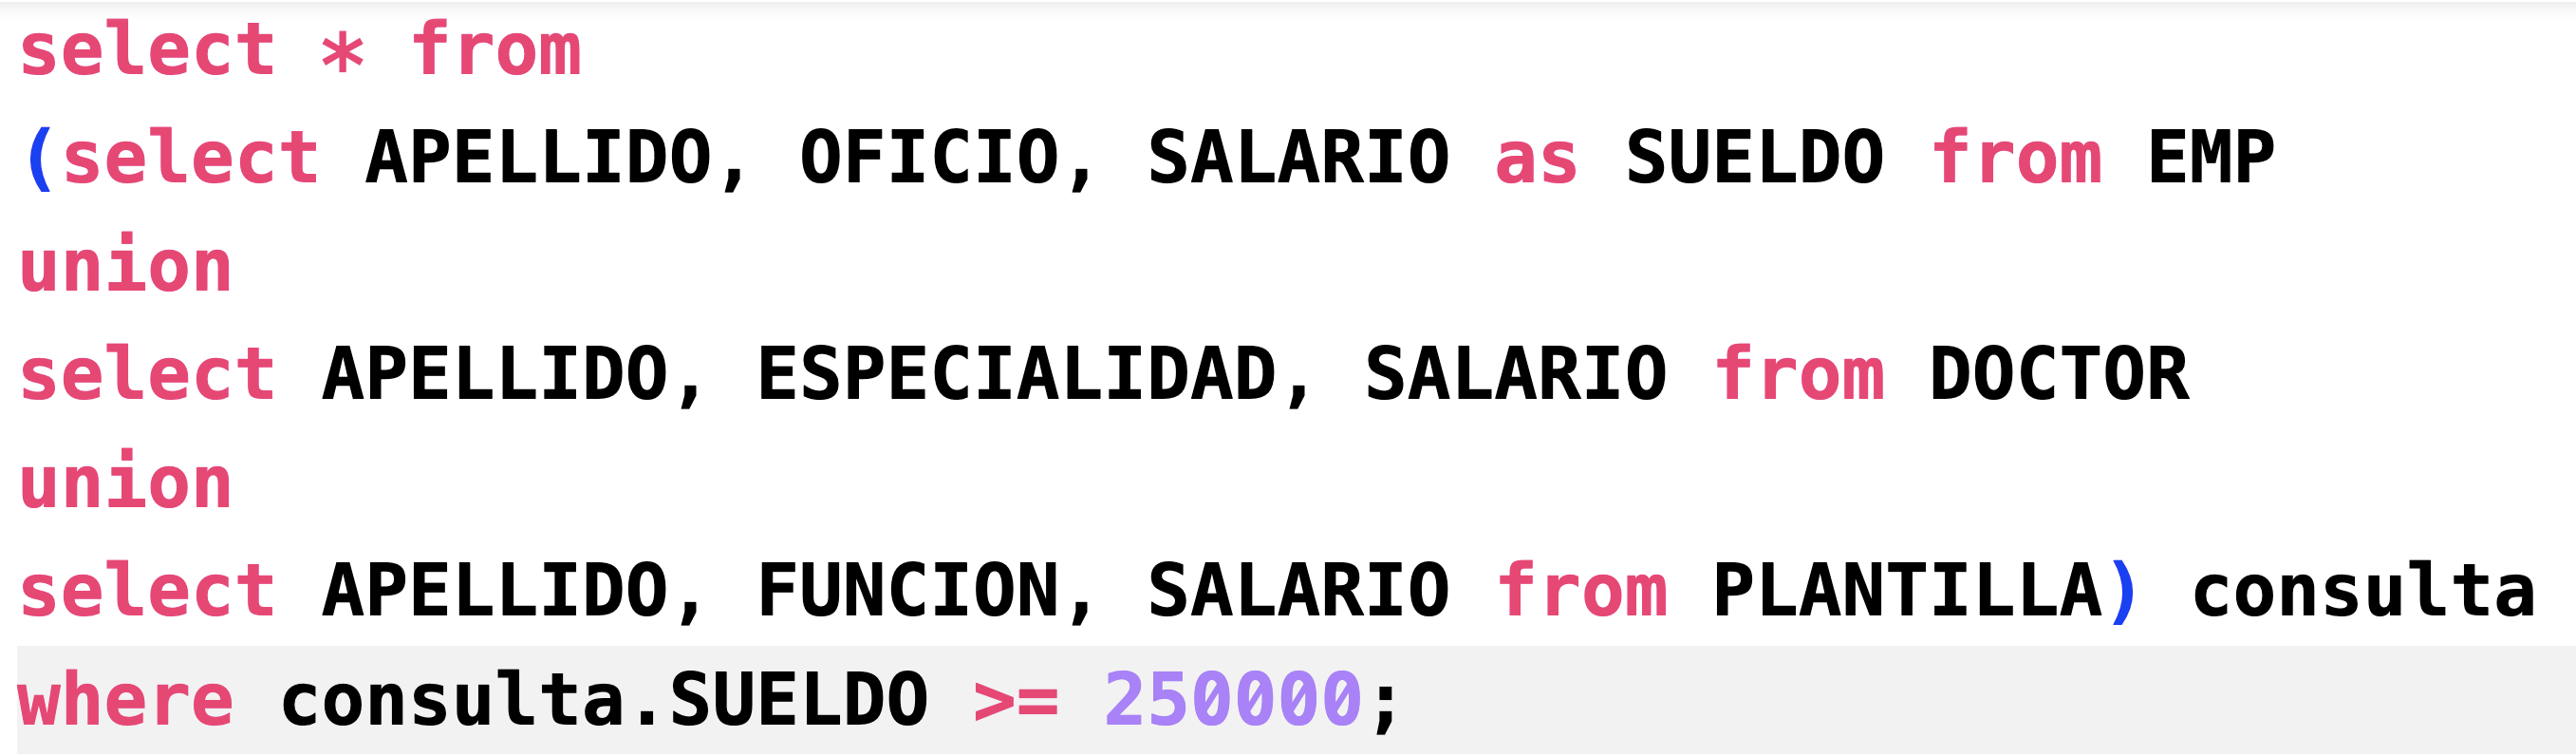 select * from
(select APELLIDO, OFICIO, SALARIO as SUELDO from EMP
union
select APELLIDO, ESPECIALIDAD, SALARIO from DOCTOR
union
select APELLIDO, FUNCION, SALARIO from PLANTILLA) consulta
where consulta.SUELDO >= 250000;